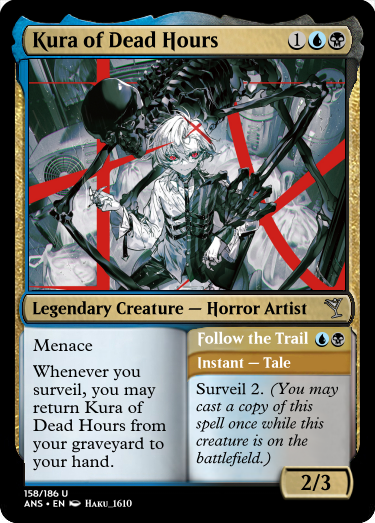 Kura of Dead Hours 1
Legendary Creature — Horror Artist
Menace
Whenever you
surveil, you may
return Kura of
Dead Hours from
your graveyard to
your hand.
Follow the Trail
Instant — Tale
Surveil 2. (You may
cast a copy of this
spell once while this
creature is on the
battlefield.)
2/3
158/186 U
ANS • EN Haku_1610